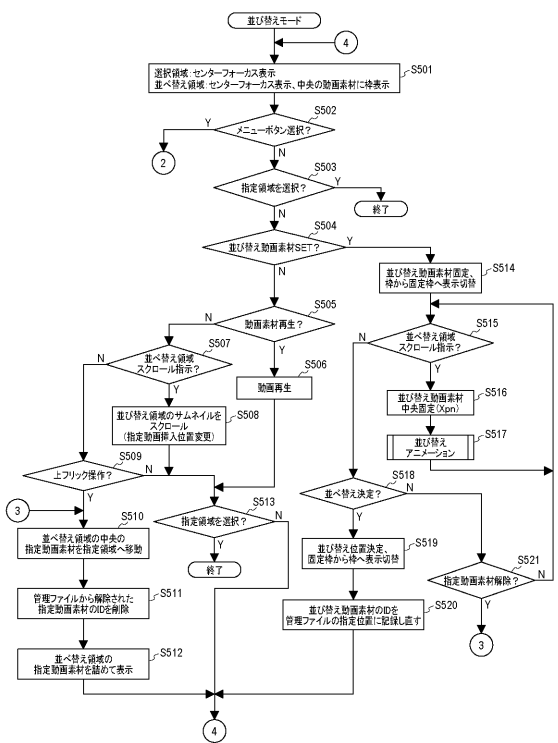 並び替えモード
4
選択領域:センターフォーカス表示
並べ替え領域:センターフォーカス表示、中央の動画素材に枠表示
S501
S502
メニューボタン選択?
Y
N
2
S503
指定領域を選択?
Y
N
終了
S504
並び替え動画素材SET?
Y
N
並び替え動画素材固定、
枠から固定枠へ表示切替
S514
S505
動画素材再生?
N
Y
S507
並べ替え領域
スクロール指示?
N
Y
S506
動画再生
S515
並べ替え領域
スクロール指示?
N
Y
並び替え領域のサムネイルを
スクロール
(指定動画挿入位置変更)
S508
並び替え動画素材
中央固定(Xpn)
S516
並び替え
アニメーション
S517
S509
上フリック操作?
N
Y
3
S513
指定領域を選択?
N
Y
終了
S518
並べ替え決定?
N
Y
S510
並べ替え領域の中央の
指定動画素材を指定領域へ移動
並び替え位置決定、
固定枠から枠へ表示切替
S519
S521
指定動画素材解除?
N
Y
3
管理ファイルから解除された
指定動画素材のIDを削除
S511
並び替え動画素材のIDを
管理ファイルの指定位置に記録し直す
S520
並べ替え領域の
指定動画素材を詰めて表示
S512
4